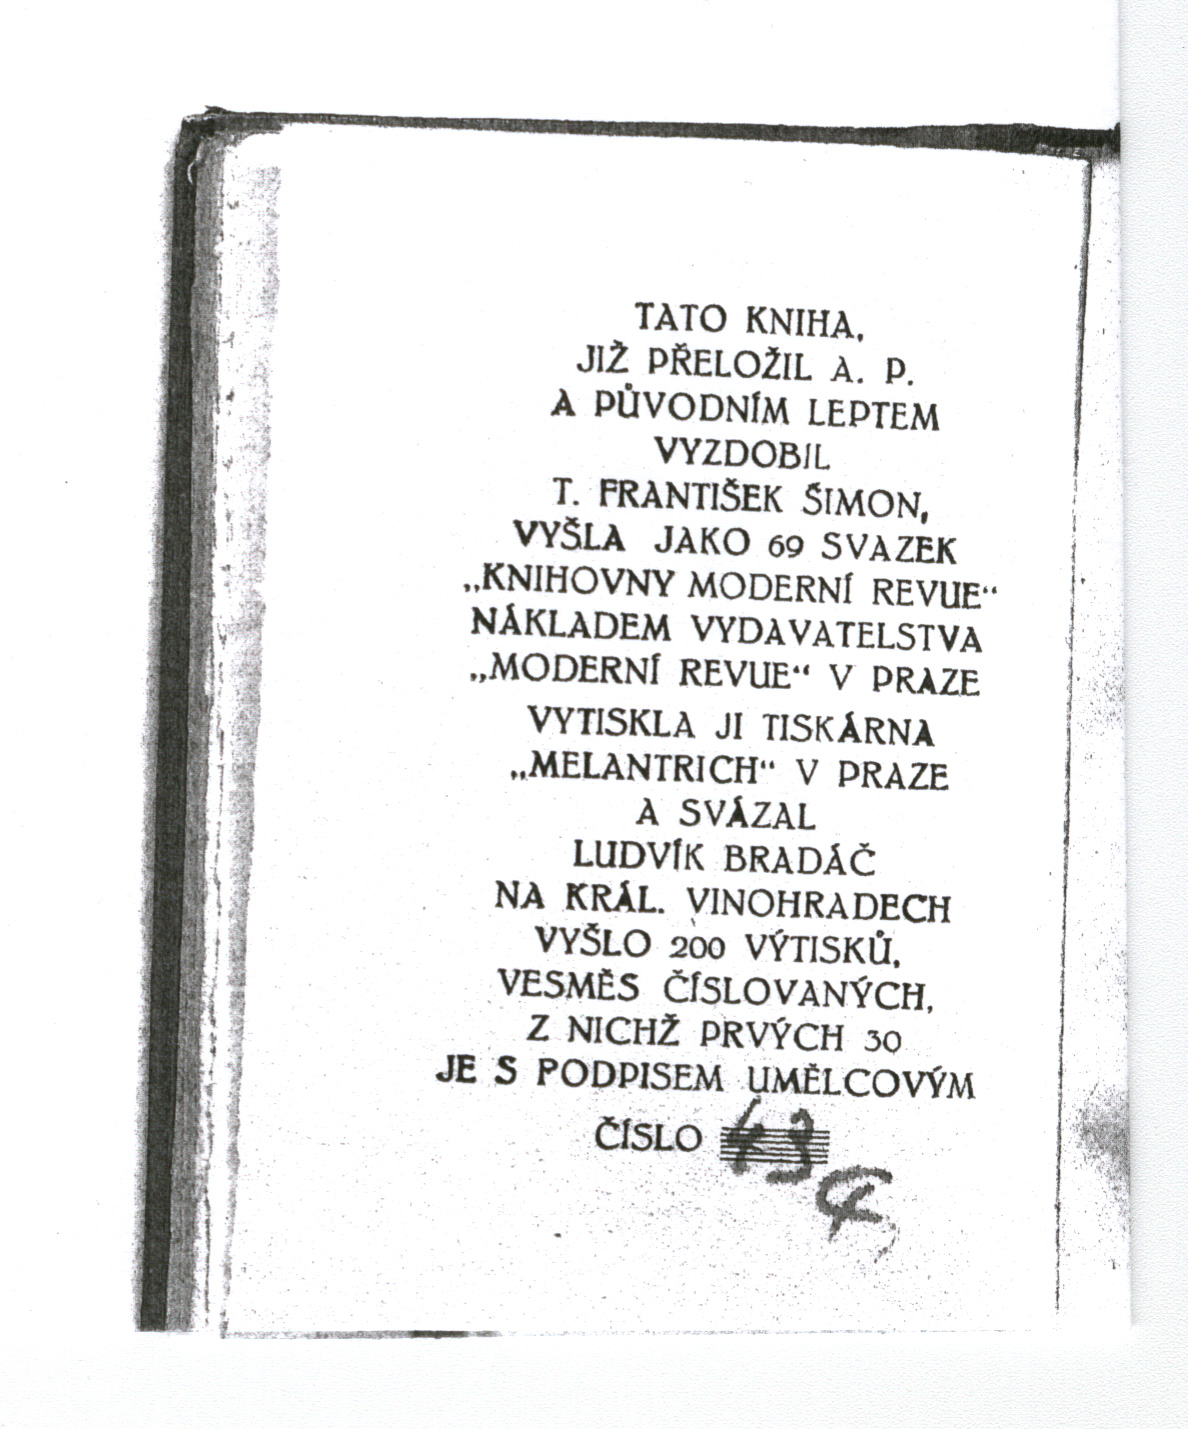 TATO KNIHA,
JIŽ PŘELOŽIL A. P.
A PŮVODNÍM LEPTEM
VYZDOBIL
T. FRANTIŠEK ŠIMON,
VYŠLA JAKO 69 SVAZEK
„KNIHOVNY MODERNÍ REVUE“
NÁKLADEM VYDAVATELSTVA
„MODERNÍ REVUE“ V PRAZE
VYTISKLA JI TISKÁRNA
„MELANTRICH“ V PRAZE
A SVÁZAL
LUDVÍK BRADÁČ
NA KRÁL. VINOHRADECH
VYŠLO 200 VÝTISKŮ,
VESMĚS ČÍSLOVANÝCH,
Z NICHŽ PRVÝCH 30
JE S PODPISEM UMĚLCOVÝM
ČÍSLO 43